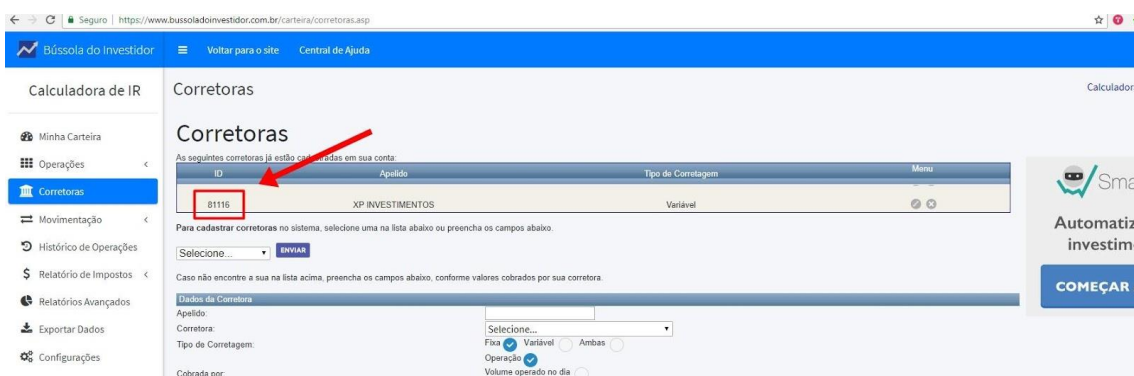 Seguro | https://www.bussoladoinvestidor.com.br/carteira/corretoras.asp
Bússola do Investidor
Voltar para o site
Central de Ajuda
Calculadora de IR
Corretoras
Calculador
Minha Carteira
Operações
Corretoras
Movimentação
Histórico de Operações
Relatório de Impostos
Relatórios Avançados
Exportar Dados
Configurações
Corretoras
As seguintes corretoras já estão cadastradas em sua conta:
ID Apelido Tipo de Corretagem Menu
81116 XP INVESTIMENTOS Variável
Para cadastrar corretoras no sistema, selecione uma na lista abaixo ou preencha os campos abaixo.
Selecione... ENVIAR
Caso não encontre a sua na lista acima, preencha os campos abaixo, conforme valores cobrados por sua corretora.
Dados da Corretora
Apelido:
Corretora: Selecione...
Tipo de Corretagem: Fixa Variável Ambas
Operação
Cobrada por: Volume operado no dia
Sma
Automatiz
investim
COMEÇAR